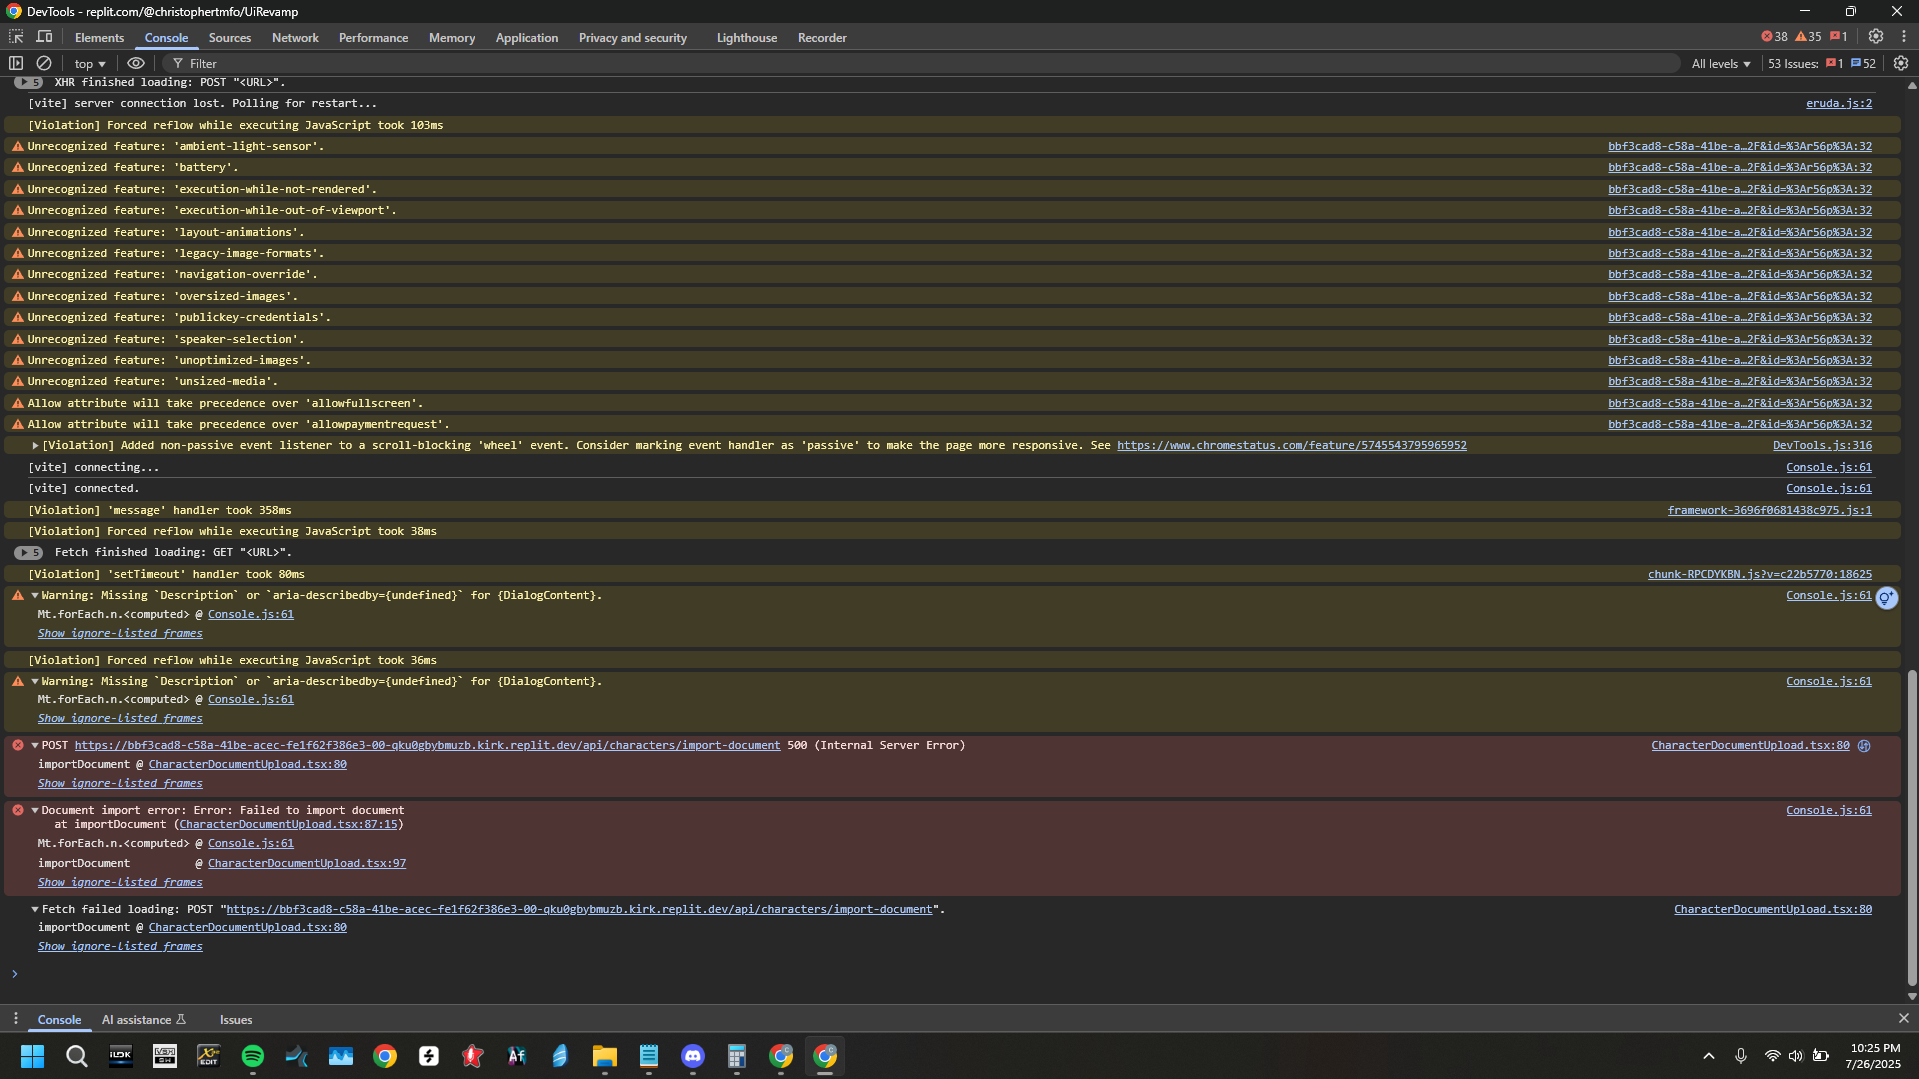 DevTools - replit.com/@christophertmfo/UiRevamp
Elements Console Sources Network Performance Memory Application Privacy and security Lighthouse Recorder 38 35 1
top Filter All levels 53 Issues: 1 52
5 XHR finished loading: POST "<URL>".
[vite] server connection lost. Polling for restart... eruda.js:2
[Violation] Forced reflow while executing JavaScript took 103ms
Unrecognized feature: 'ambient-light-sensor'. bbf3cad8-c58a-41be-a…2F&id=%3Ar56p%3A:32
Unrecognized feature: 'battery'. bbf3cad8-c58a-41be-a…2F&id=%3Ar56p%3A:32
Unrecognized feature: 'execution-while-not-rendered'. bbf3cad8-c58a-41be-a…2F&id=%3Ar56p%3A:32
Unrecognized feature: 'execution-while-out-of-viewport'. bbf3cad8-c58a-41be-a…2F&id=%3Ar56p%3A:32
Unrecognized feature: 'layout-animations'. bbf3cad8-c58a-41be-a…2F&id=%3Ar56p%3A:32
Unrecognized feature: 'legacy-image-formats'. bbf3cad8-c58a-41be-a…2F&id=%3Ar56p%3A:32
Unrecognized feature: 'navigation-override'. bbf3cad8-c58a-41be-a…2F&id=%3Ar56p%3A:32
Unrecognized feature: 'oversized-images'. bbf3cad8-c58a-41be-a…2F&id=%3Ar56p%3A:32
Unrecognized feature: 'publickey-credentials'. bbf3cad8-c58a-41be-a…2F&id=%3Ar56p%3A:32
Unrecognized feature: 'speaker-selection'. bbf3cad8-c58a-41be-a…2F&id=%3Ar56p%3A:32
Unrecognized feature: 'unoptimized-images'. bbf3cad8-c58a-41be-a…2F&id=%3Ar56p%3A:32
Unrecognized feature: 'unsized-media'. bbf3cad8-c58a-41be-a…2F&id=%3Ar56p%3A:32
Allow attribute will take precedence over 'allowfullscreen'. bbf3cad8-c58a-41be-a…2F&id=%3Ar56p%3A:32
Allow attribute will take precedence over 'allowpaymentrequest'. bbf3cad8-c58a-41be-a…2F&id=%3Ar56p%3A:32
[Violation] Added non-passive event listener to a scroll-blocking 'wheel' event. Consider marking event handler as 'passive' to make the page more responsive. See https://www.chromestatus.com/feature/5745543795965952 DevTools.js:316
[vite] connecting... Console.js:61
[vite] connected. Console.js:61
[Violation] 'message' handler took 358ms framework-3696f0681438c975.js:1
[Violation] Forced reflow while executing JavaScript took 38ms
5 Fetch finished loading: GET "<URL>".
[Violation] 'setTimeout' handler took 80ms chunk-RPCDYKBN.js?v=c22b5770:18625
Warning: Missing `Description` or `aria-describedby={undefined}` for {DialogContent}. Console.js:61
Mt.forEach.n.<computed> @ Console.js:61
Show ignore-listed frames
[Violation] Forced reflow while executing JavaScript took 36ms
Warning: Missing `Description` or `aria-describedby={undefined}` for {DialogContent}. Console.js:61
Mt.forEach.n.<computed> @ Console.js:61
Show ignore-listed frames
POST https://bbf3cad8-c58a-41be-acec-fe1f62f386e3-00-qku0gbybmuzb.kirk.replit.dev/api/characters/import-document 500 (Internal Server Error) CharacterDocumentUpload.tsx:80
importDocument @ CharacterDocumentUpload.tsx:80
Show ignore-listed frames
Document import error: Error: Failed to import document Console.js:61
at importDocument (CharacterDocumentUpload.tsx:87:15)
Mt.forEach.n.<computed> @ Console.js:61
importDocument @ CharacterDocumentUpload.tsx:97
Show ignore-listed frames
Fetch failed loading: POST "https://bbf3cad8-c58a-41be-acec-fe1f62f386e3-00-qku0gbybmuzb.kirk.replit.dev/api/characters/import-document". CharacterDocumentUpload.tsx:80
importDocument @ CharacterDocumentUpload.tsx:80
Show ignore-listed frames
Console AI assistance Issues
10:25 PM
7/26/2025